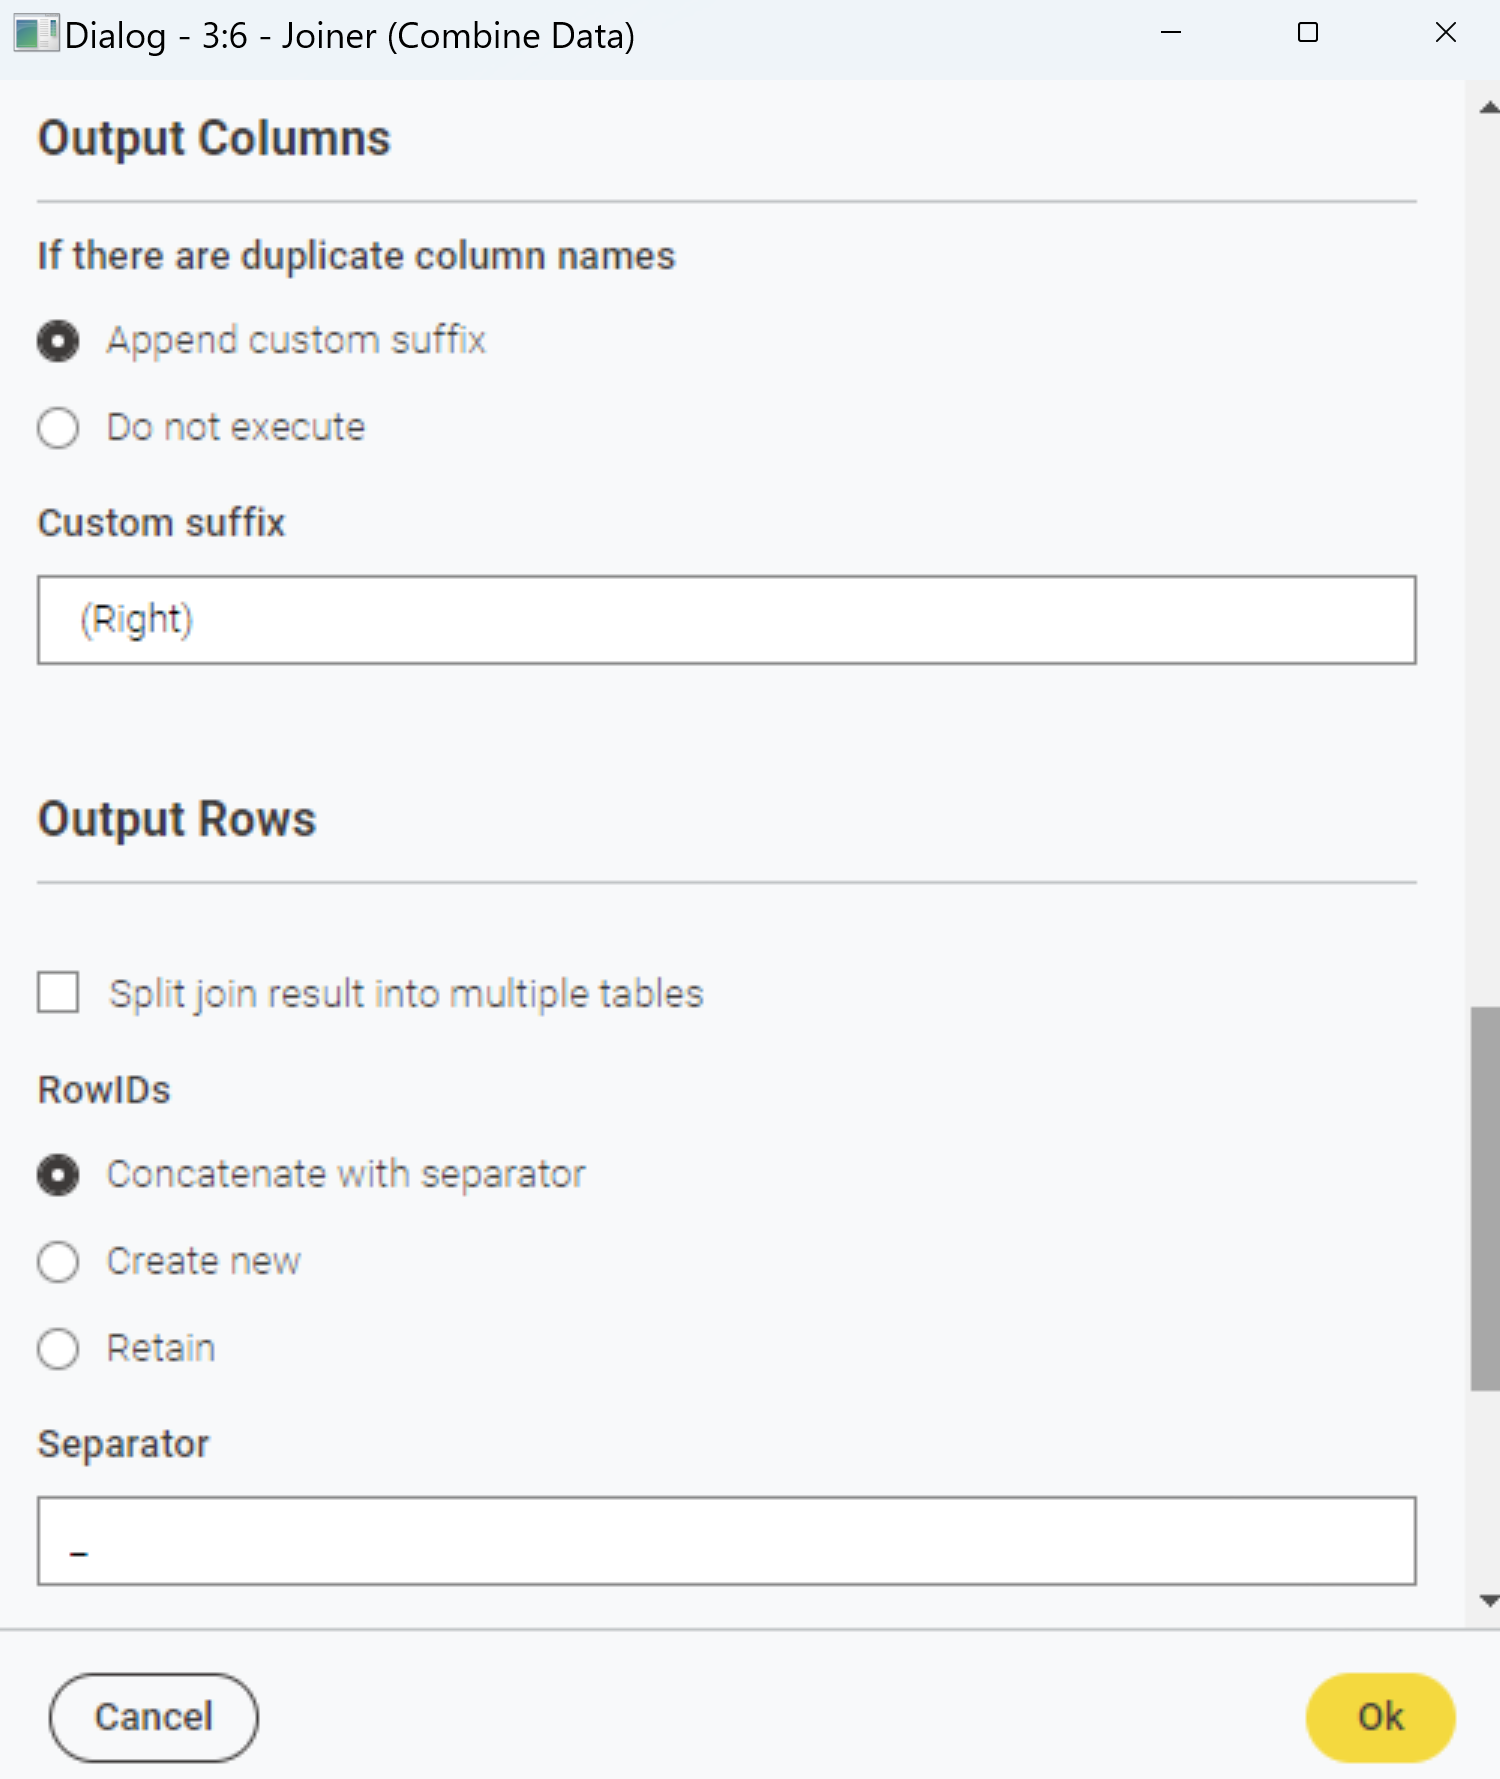 Dialog - 3:6 - Joiner (Combine Data)
Output Columns
If there are duplicate column names
Append custom suffix
Do not execute
Custom suffix
(Right)
Output Rows
Split join result into multiple tables
RowIDs
Concatenate with separator
Create new
Retain
Separator
_
Cancel
Ok